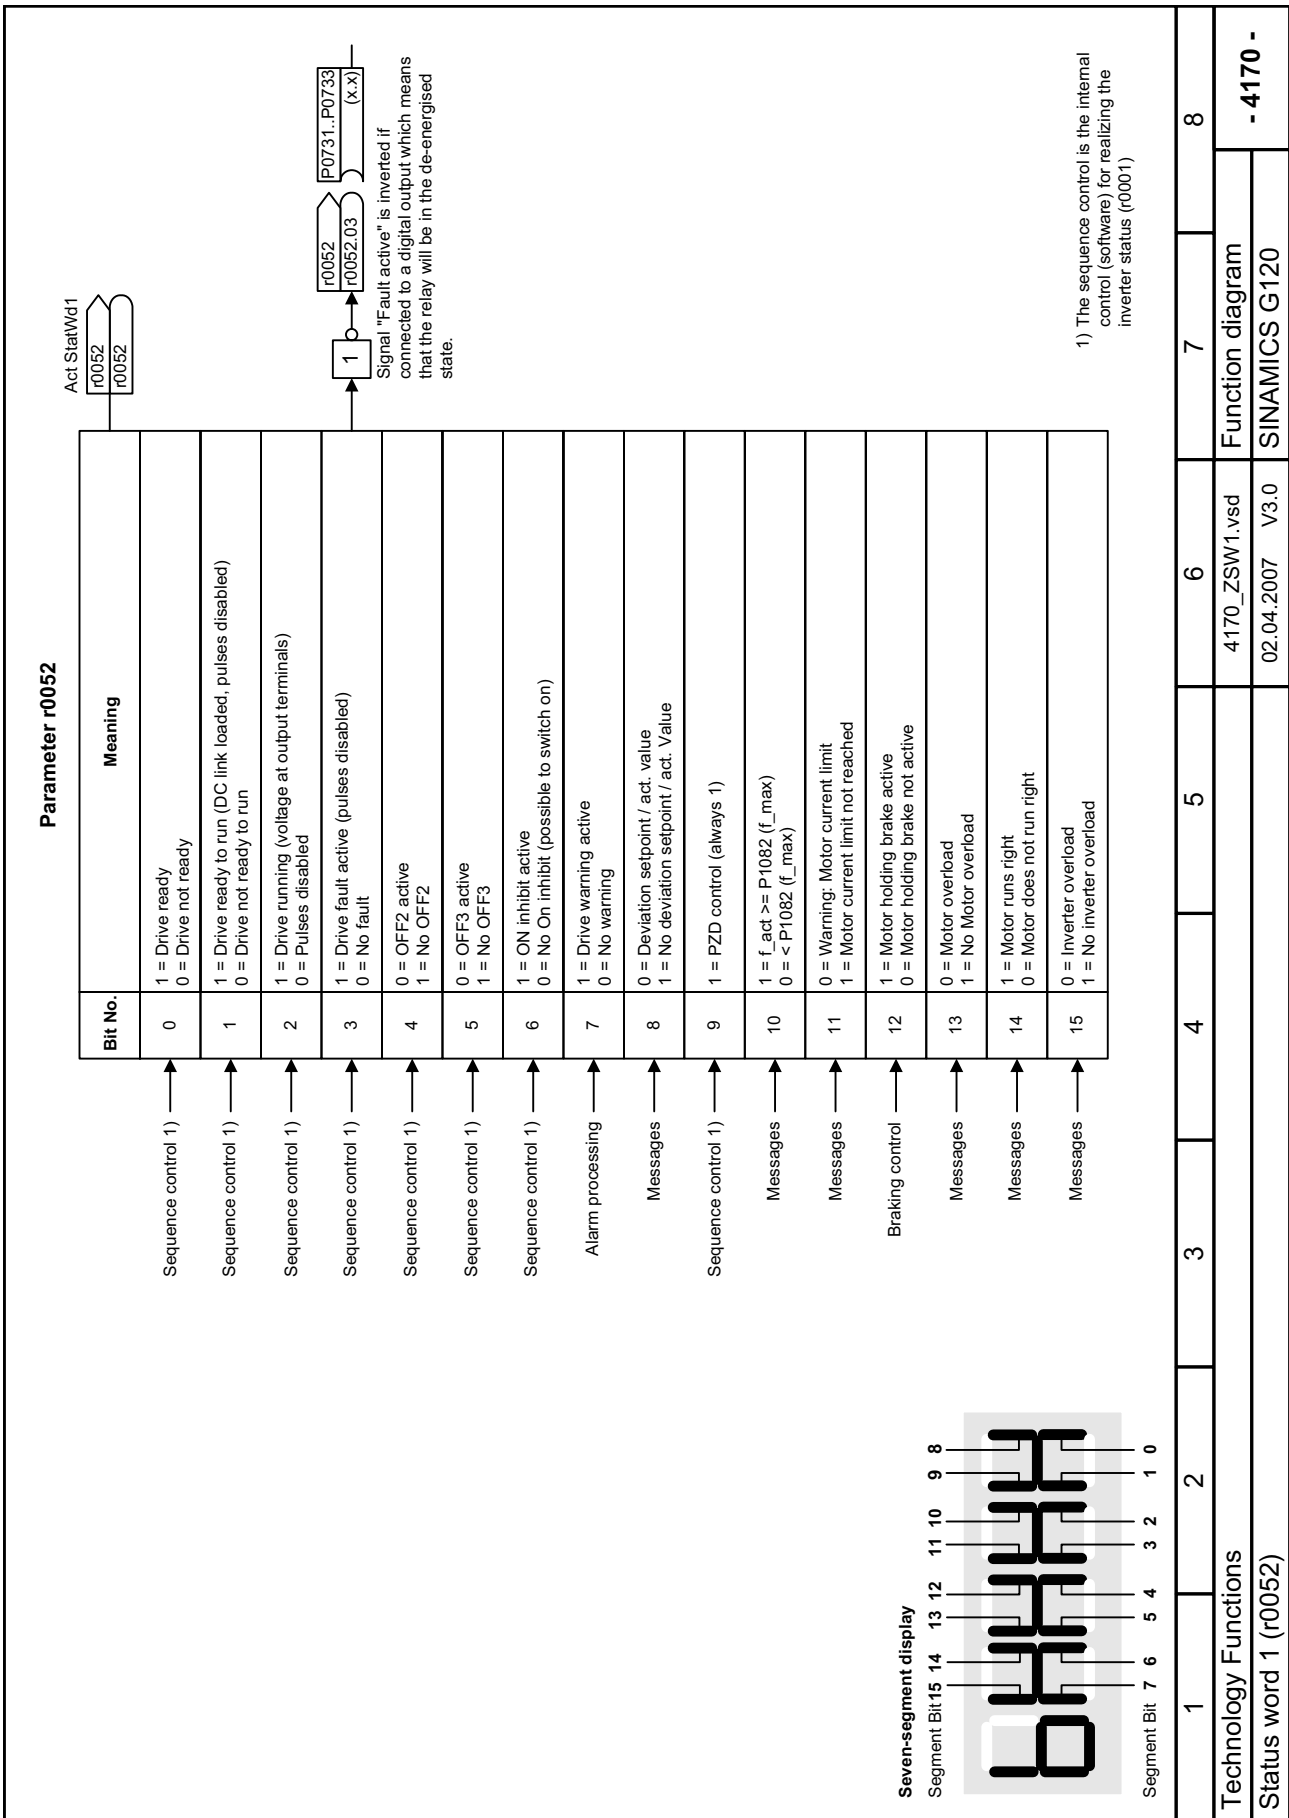 Parameter r0052
Act StatWd1
r0052
r0052
Bit No.
Meaning
Sequence control 1)
0
1 = Drive ready
0 = Drive not ready
Sequence control 1)
1
1 = Drive ready to run (DC link loaded, pulses disabled)
0 = Drive not ready to run
Sequence control 1)
2
1 = Drive running (voltage at output terminals)
0 = Pulses disabled
Sequence control 1)
3
1 = Drive fault active (pulses disabled)
0 = No fault
1
r0052
r0052.03
P0731..P0733
(x.x)
Signal "Fault active" is inverted if
connected to a digital output which means
that the relay will be in the de-energised
state.
Sequence control 1)
4
0 = OFF2 active
1 = No OFF2
Sequence control 1)
5
0 = OFF3 active
1 = No OFF3
Sequence control 1)
6
1 = ON inhibit active
0 = No On inhibit (possible to switch on)
Alarm processing
7
1 = Drive warning active
0 = No warning
Messages
8
0 = Deviation setpoint / act. value
1 = No deviation setpoint / act. Value
Sequence control 1)
9
1 = PZD control (always 1)
Messages
10
1 = f_act >= P1082 (f_max)
0 = < P1082 (f_max)
Messages
11
0 = Warning: Motor current limit
1 = Motor current limit not reached
Braking control
12
1 = Motor holding brake active
0 = Motor holding brake not active
Messages
13
0 = Motor overload
1 = No Motor overload
Messages
14
1 = Motor runs right
0 = Motor does not run right
Messages
15
0 = Inverter overload
1 = No inverter overload
Seven-segment display
Segment Bit 15 14 13 12 11 10 9 8
Segment Bit 7 6 5 4 3 2 1 0
1) The sequence control is the internal
control (software) for realizing the
inverter status (r0001)
1 2 3 4 5 6 7 8
Technology Functions
4170_ZSW1.vsd
Function diagram
- 4170 -
Status word 1 (r0052)
02.04.2007 V3.0
SINAMICS G120